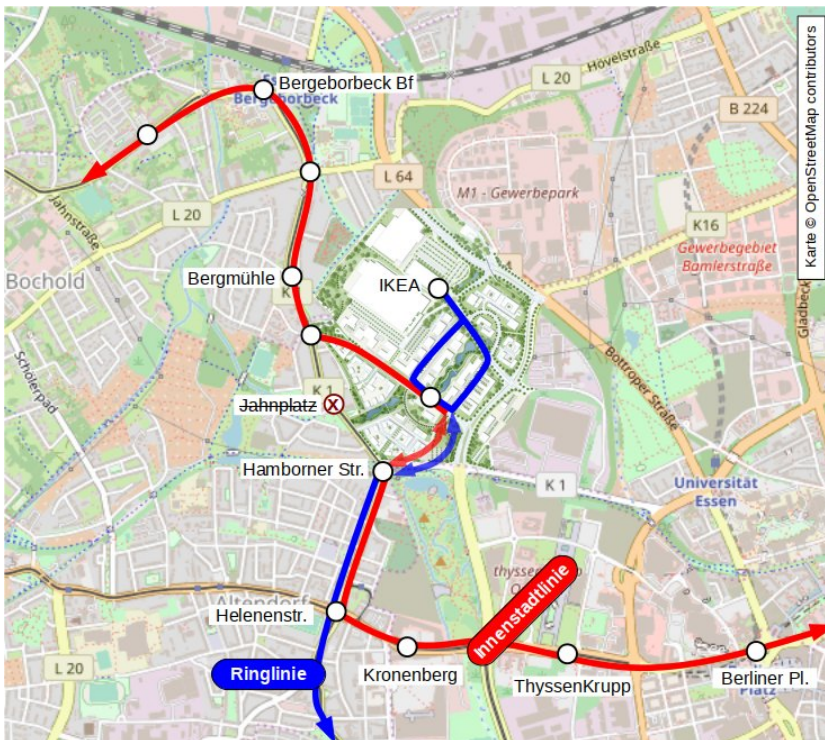 Karte © OpenStreetMap contributors
Hövelstraße
L 20
Bergeborbeck Bf
Bergeborbeck
B 224
L 64
M1 - Gewerbepark
Jahnstraße
L 20
K16
Gewerbegebiet
Bamlerstraße
Bochold
Bergmühle
IKEA
Gladbeck
Schölerpad
Bottroper Straße
K 1
Jahnplatz
X
Hamborner Str.
K 1
Universität
Essen
Altendorf
Helenenstr.
Innenstadtlinie
L 20
Ringlinie
Kronenberg
ThyssenKrupp
Berliner Pl.
Platz